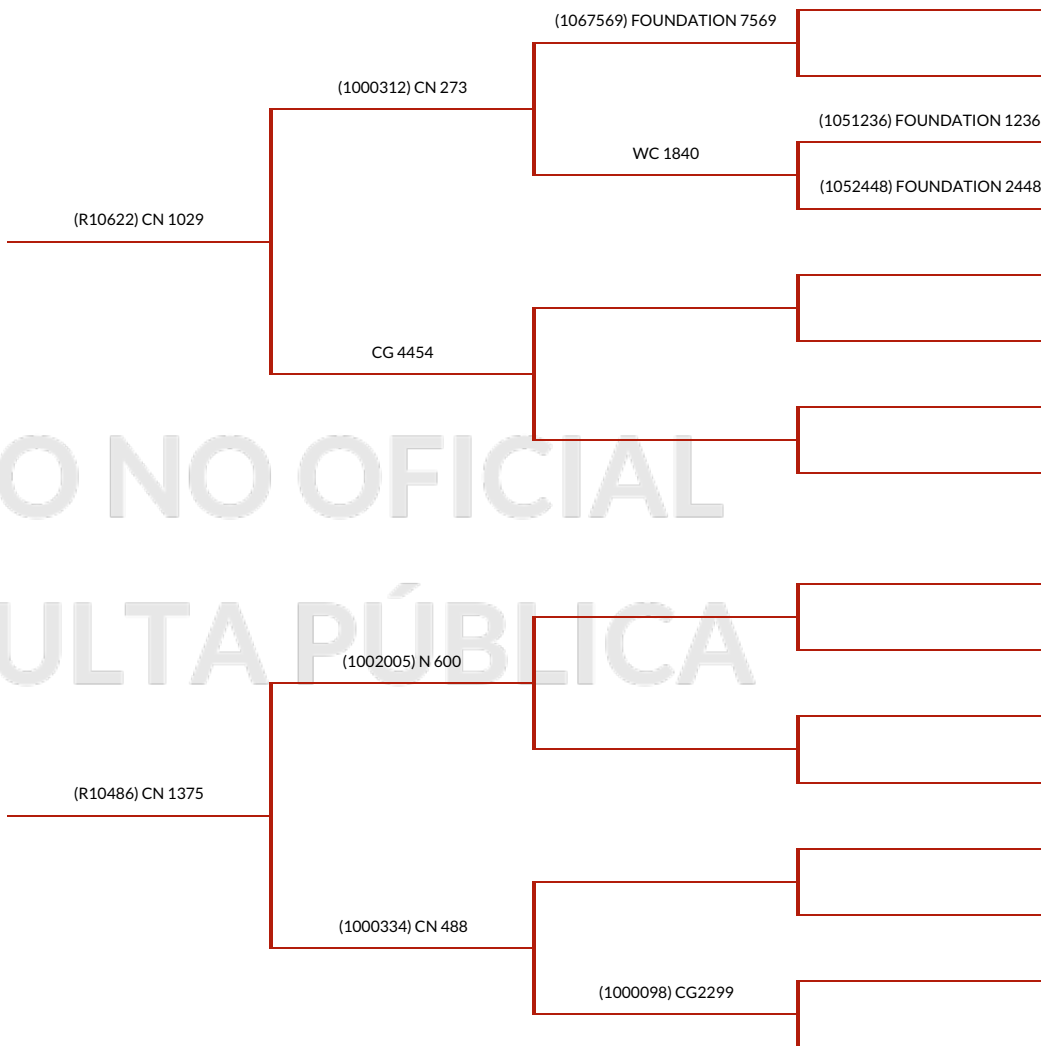 (1067569) FOUNDATION 7569
(1000312) CN 273
(1051236) FOUNDATION 1236
WC 1840
(1052448) FOUNDATION 2448
(R10622) CN 1029
CG 4454
O NO OFICIAL
ULTA PÚBLICA
(1002005) N 600
(R10486) CN 1375
(1000334) CN 488
(1000098) CG2299